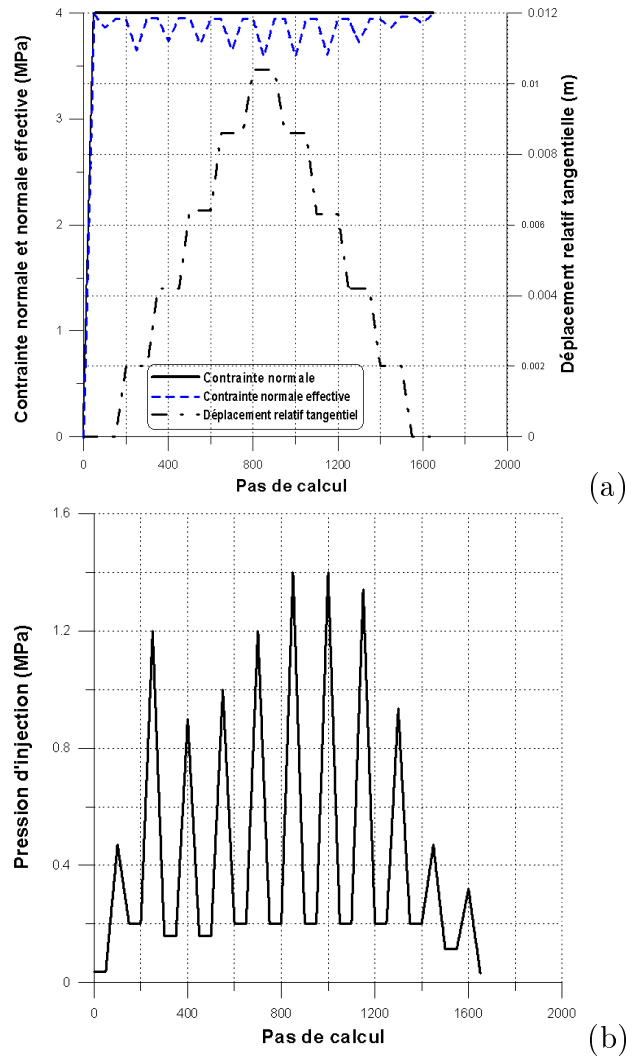 4
3
2
1
0
Contrainte normale et normale effective (MPa)
0.012
0.01
0.008
0.006
0.004
0.002
0
Déplacement relatif tangentielle (m)
Contrainte normale
Contrainte normale effective
Déplacement relatif tangentiel
0 400 800 1200 1600 2000
Pas de calcul
(a)
1.6
1.2
0.8
0.4
0
Pression d'injection (MPa)
0 400 800 1200 1600 2000
Pas de calcul
(b)